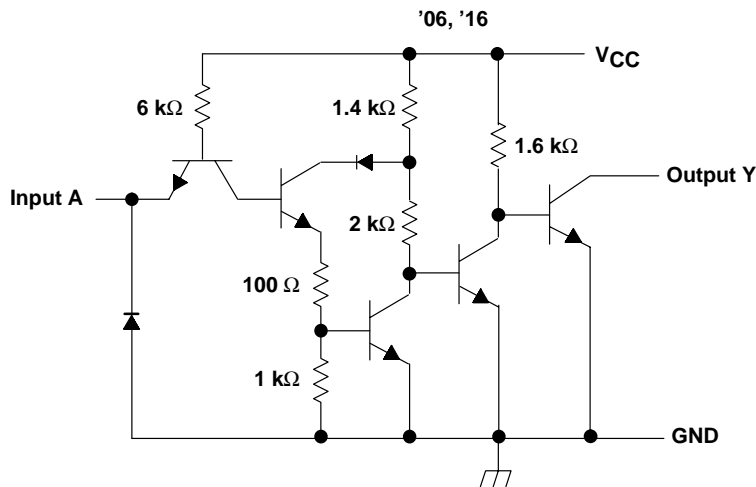 '06, '16
VCC
6 kΩ
1.4 kΩ
1.6 kΩ
Input A
Output Y
2 kΩ
100 Ω
1 kΩ
GND